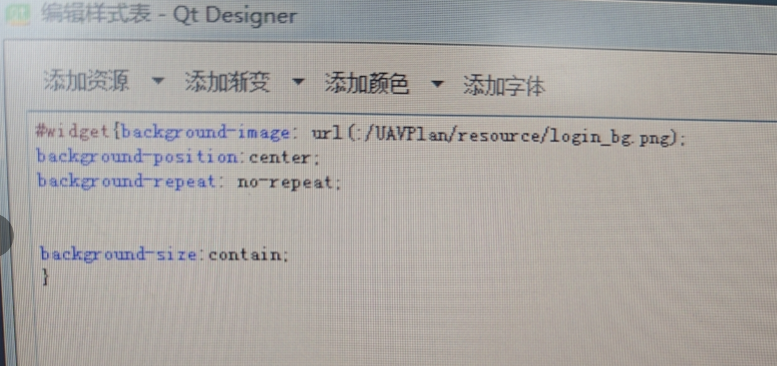 编辑样式表 - Qt Designer
添加资源 添加渐变 添加颜色 添加字体
#widget{background-image: url(:/UAVPlan/resource/login_bg.png);
background-position:center;
background-repeat: no-repeat;
background-size:contain;
}